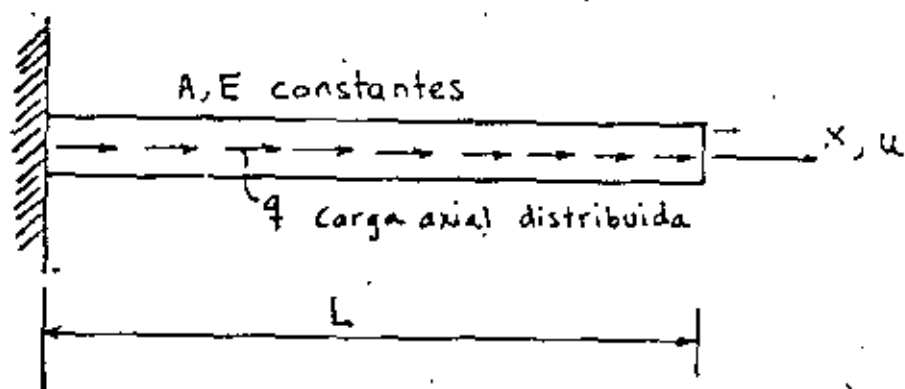 A, E constantes
x, u
q carga axial distribuida
L